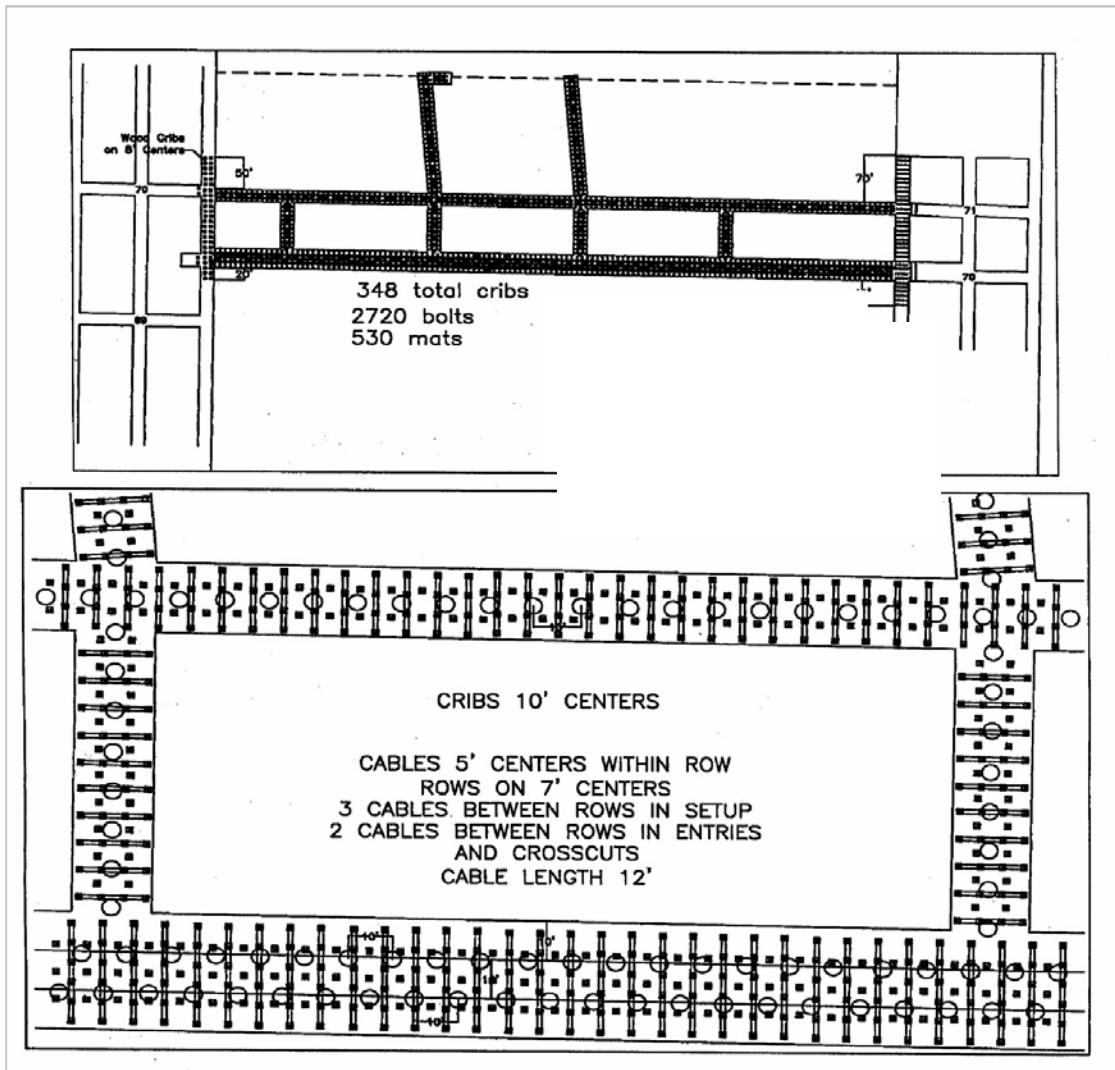 Wood Cribs
on 8' Centers
50'
70'
70
71
20'
70
69
348 total cribs
2720 bolts
530 mats
10'
CRIBS 10' CENTERS
CABLES 5' CENTERS WITHIN ROW
ROWS ON 7' CENTERS
3 CABLES BETWEEN ROWS IN SETUP
2 CABLES BETWEEN ROWS IN ENTRIES
AND CROSSCUTS
CABLE LENGTH 12'
10'
10'